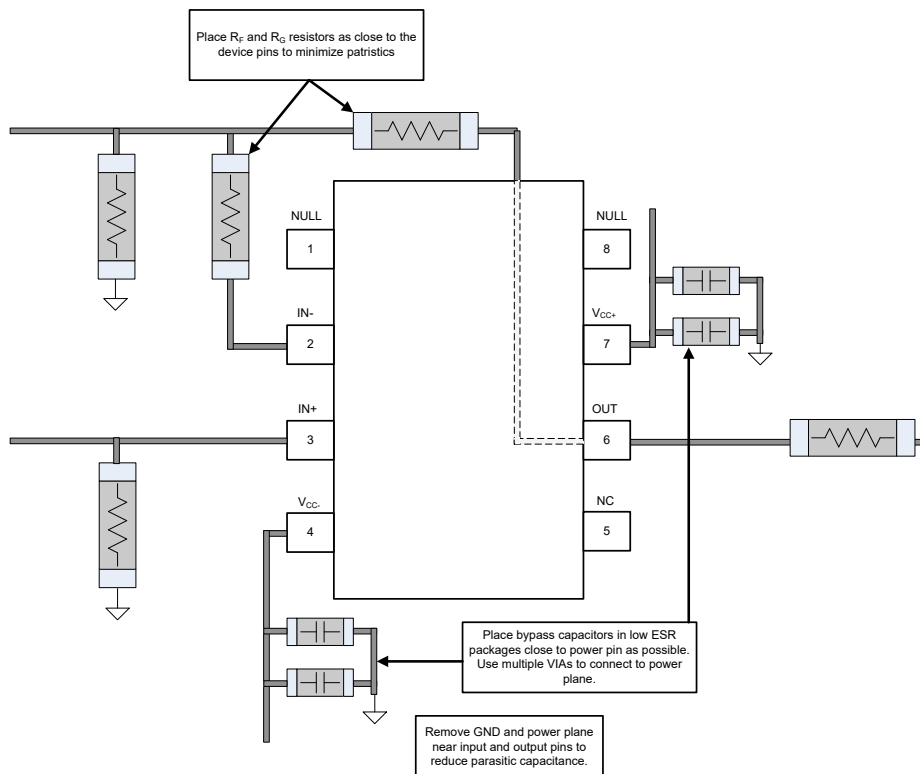 Place RF and RG resistors as close to the
device pins to minimize patristics
NULL
1
NULL
8
IN-
2
VCC+
7
IN+
3
OUT
6
VCC-
4
NC
5
Place bypass capacitors in low ESR
packages close to power pin as possible.
Use multiple VIAs to connect to power
plane.
Remove GND and power plane
near input and output pins to
reduce parasitic capacitance.